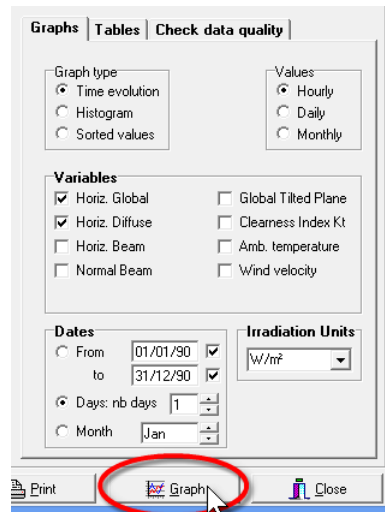 Graphs Tables Check data quality
Graph type Values
Time evolution Hourly
Histogram Daily
Sorted values Monthly
Variables
Horiz. Global Global Tilted Plane
Horiz. Diffuse Clearness Index Kt
Horiz. Beam Amb. temperature
Normal Beam Wind velocity
Dates Irradiation Units
From 01/01/90 W/m²
to 31/12/90
Days: nb days 1
Month Jan
Print Graph Close